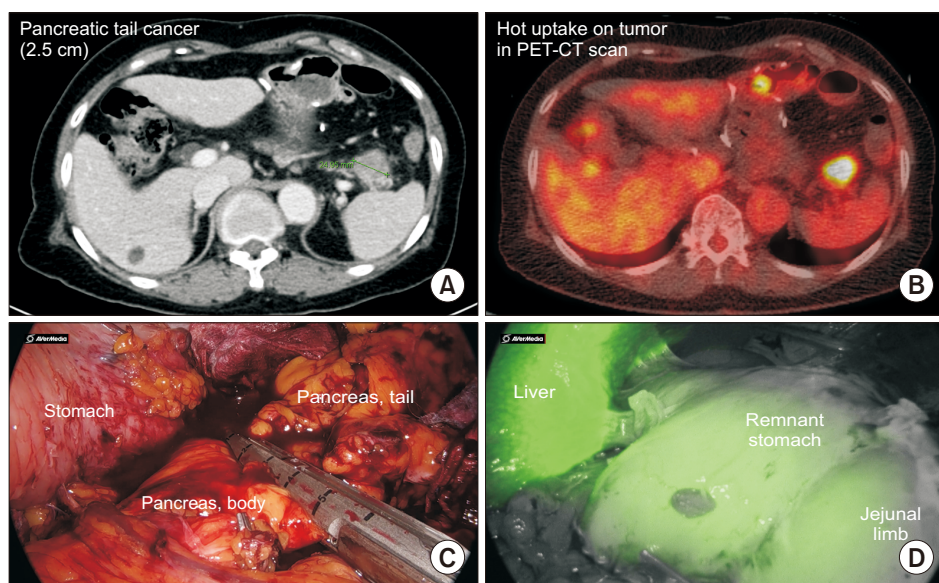 Pancreatic tail cancer
(2.5 cm)
A
Hot uptake on tumor
in PET-CT scan
B
AVerMedia
Stomach
Pancreas, tail
Pancreas, body
C
AVerMedia
Liver
Remnant
stomach
Jejunal
limb
D